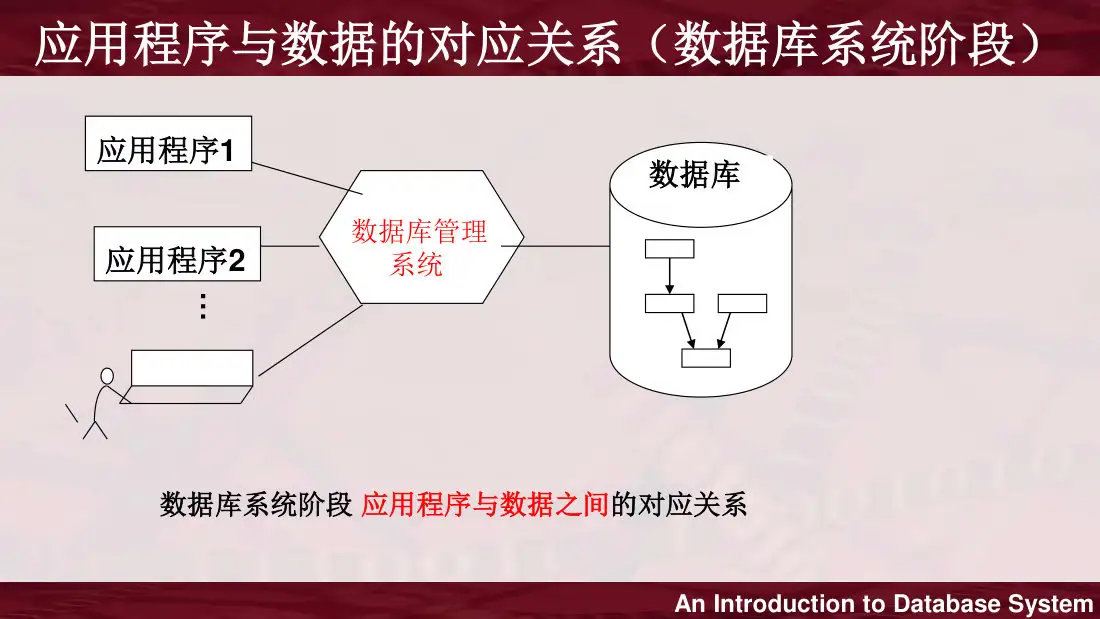 应用程序与数据的对应关系（数据库系统阶段）
应用程序1
数据库
数据库管理
系统
应用程序2
⋮
数据库系统阶段 应用程序与数据之间的对应关系
An Introduction to Database System